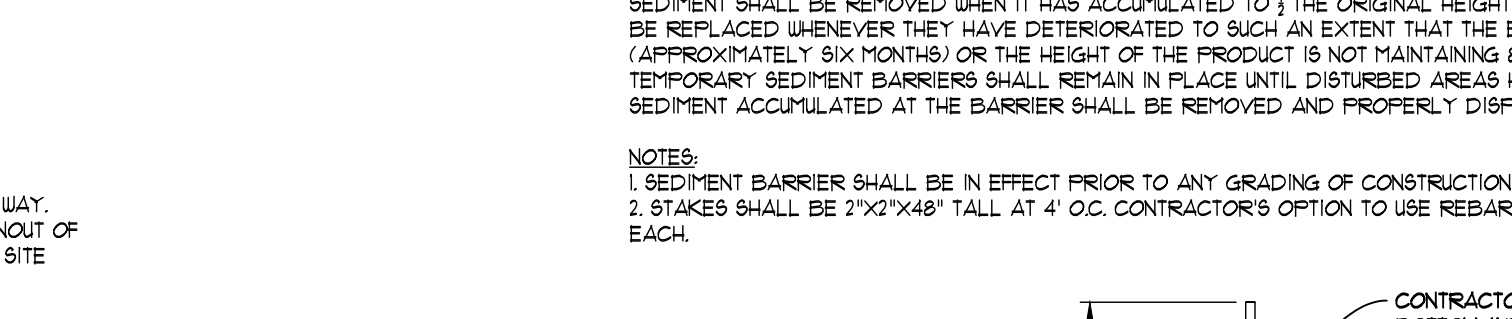 SEDIMENT SHALL BE REMOVED WHEN IT HAS ACCUMULATED TO ½ THE ORIGINAL HEIGHT
BE REPLACED WHENEVER THEY HAVE DETERIORATED TO SUCH AN EXTENT THAT THE
(APPROXIMATELY SIX MONTHS) OR THE HEIGHT OF THE PRODUCT IS NOT MAINTAINING
TEMPORARY SEDIMENT BARRIERS SHALL REMAIN IN PLACE UNTIL DISTURBED AREAS
SEDIMENT ACCUMULATED AT THE BARRIER SHALL BE REMOVED AND PROPERLY
NOTES:
1. SEDIMENT BARRIER SHALL BE IN EFFECT PRIOR TO ANY GRADING OF CONSTRUCTION
2. STAKES SHALL BE 2"X2"X48" TALL AT 4' O.C. CONTRACTOR'S OPTION TO USE REBAR
EACH.
WAY.
OF
SITE